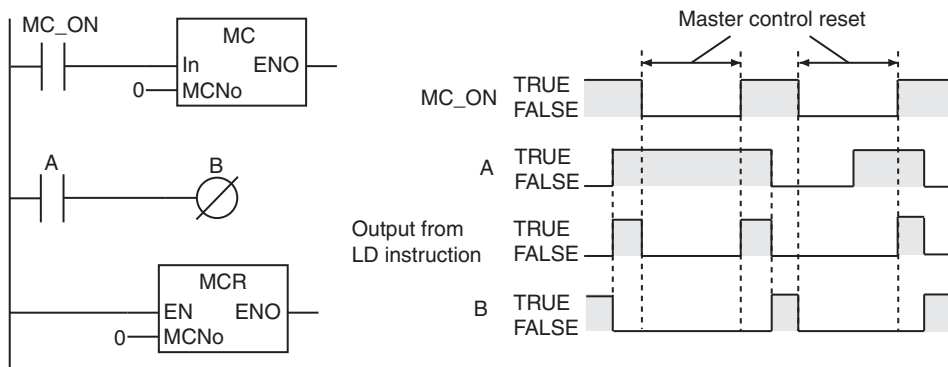 MC_ON
MC
In ENO
0 MCNo
A B
MCR
EN ENO
0 MCNo
Master control reset
MC_ON TRUE
FALSE
A TRUE
FALSE
Output from
LD instruction
TRUE
FALSE
B TRUE
FALSE